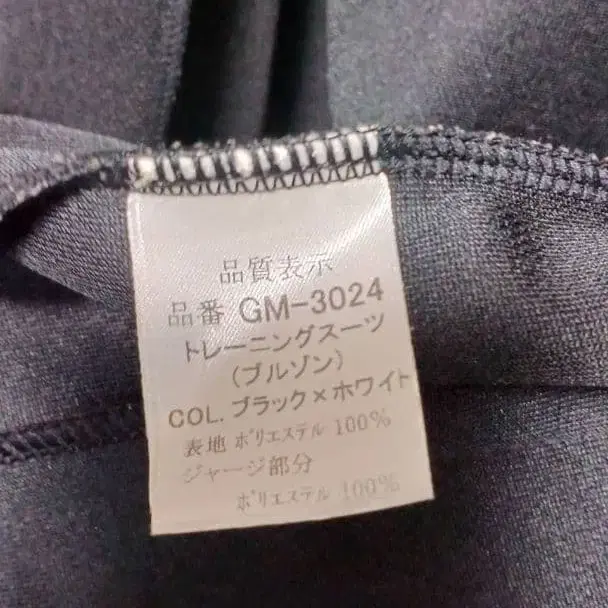 品質表示
品番 GM-3024
トレーニングスーツ
(ブルゾン)
COL. ブラック×ホワイト
表地 ポリエステル 100%
ジャージ部分
ポリエステル 100%